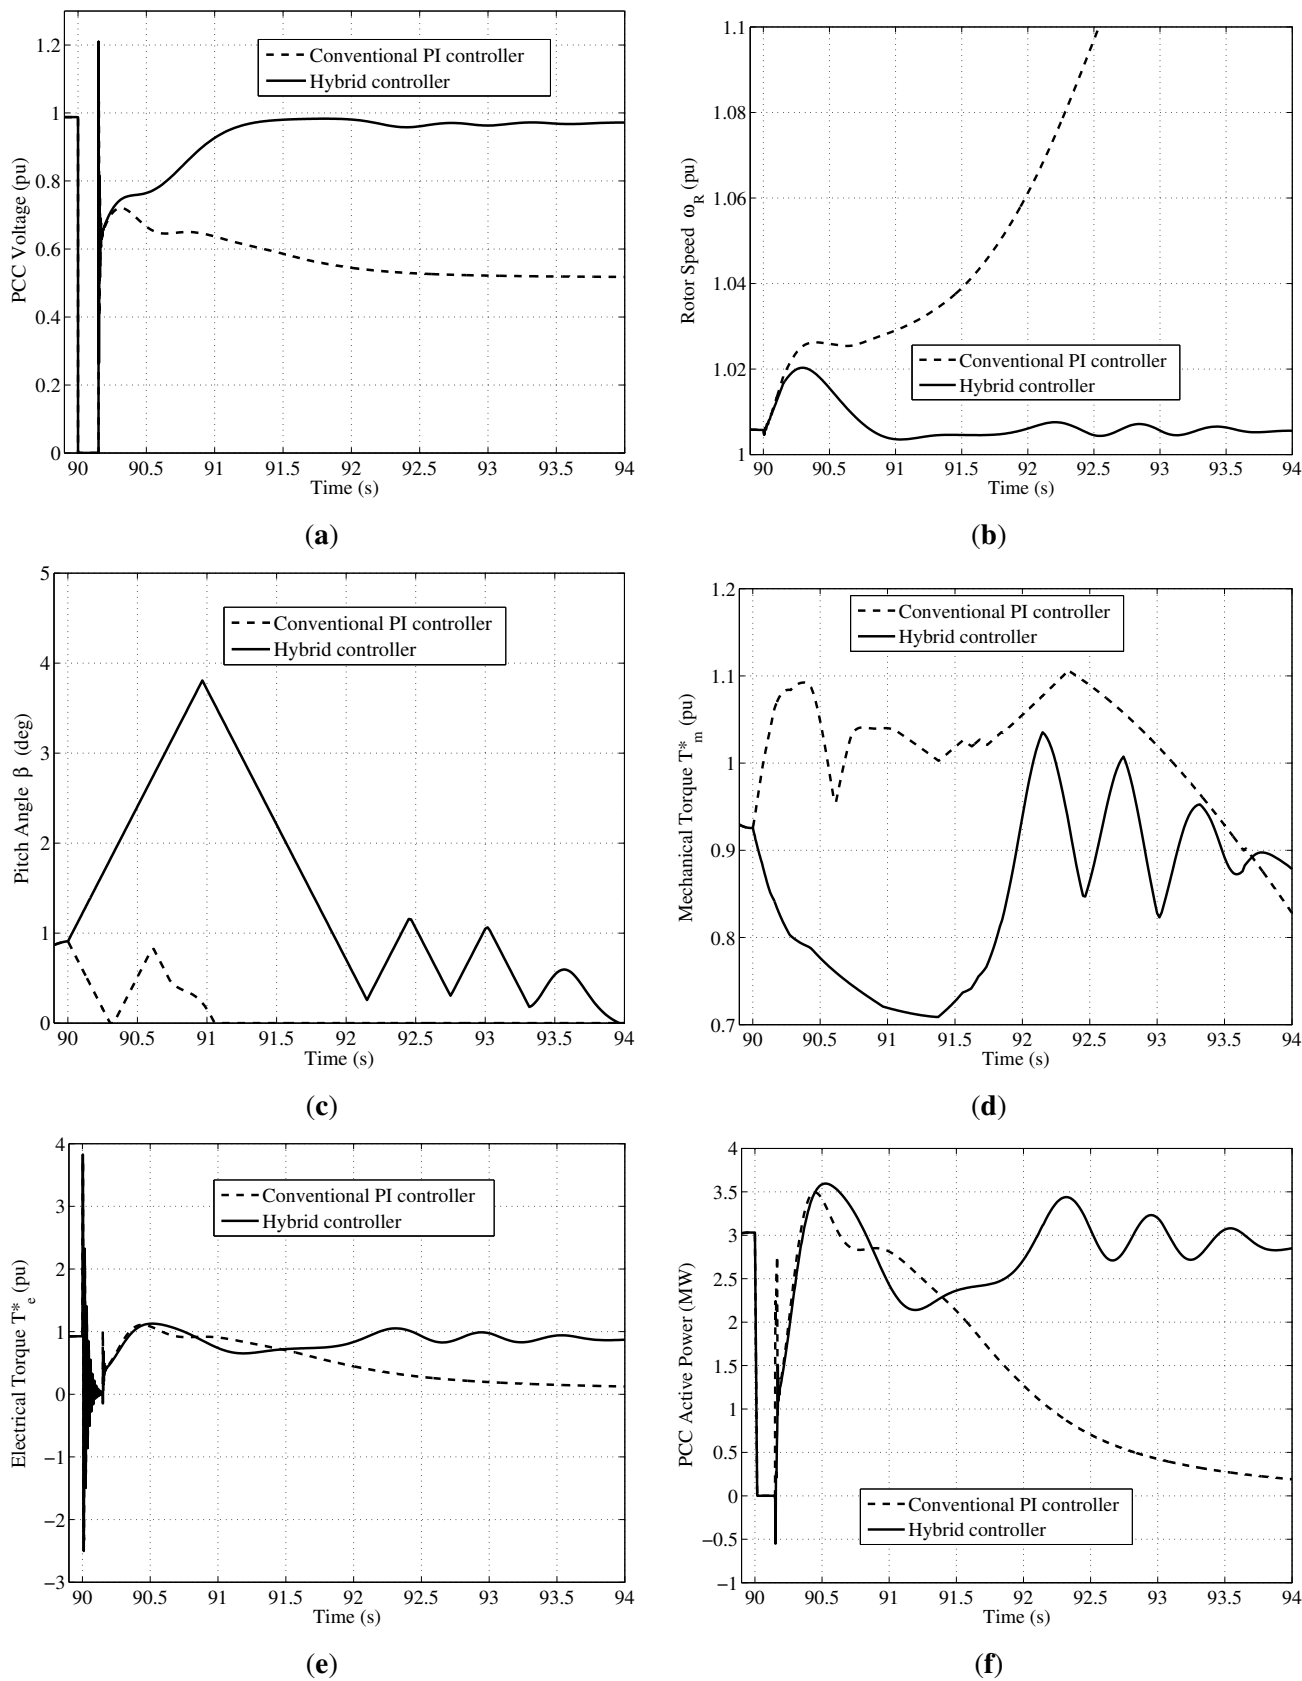 1.2
1
0.8
0.6
0.4
0.2
0
PCC Voltage (pu)
Conventional PI controller
Hybrid controller
90 90.5 91 91.5 92 92.5 93 93.5 94
Time (s)
(a)
1.1
1.08
1.06
1.04
1.02
1
Rotor Speed ω_R (pu)
Conventional PI controller
Hybrid controller
90 90.5 91 91.5 92 92.5 93 93.5 94
Time (s)
(b)
5
4
3
2
1
0
Pitch Angle β (deg)
Conventional PI controller
Hybrid controller
90 90.5 91 91.5 92 92.5 93 93.5 94
Time (s)
(c)
1.2
1.1
1
0.9
0.8
0.7
Mechanical Torque T*_m (pu)
Conventional PI controller
Hybrid controller
90 90.5 91 91.5 92 92.5 93 93.5 94
Time (s)
(d)
4
3
2
1
0
−1
−2
−3
Electrical Torque T*_e (pu)
Conventional PI controller
Hybrid controller
90 90.5 91 91.5 92 92.5 93 93.5 94
Time (s)
(e)
4
3.5
3
2.5
2
1.5
1
0.5
0
−0.5
−1
PCC Active Power (MW)
Conventional PI controller
Hybrid controller
90 90.5 91 91.5 92 92.5 93 93.5 94
Time (s)
(f)